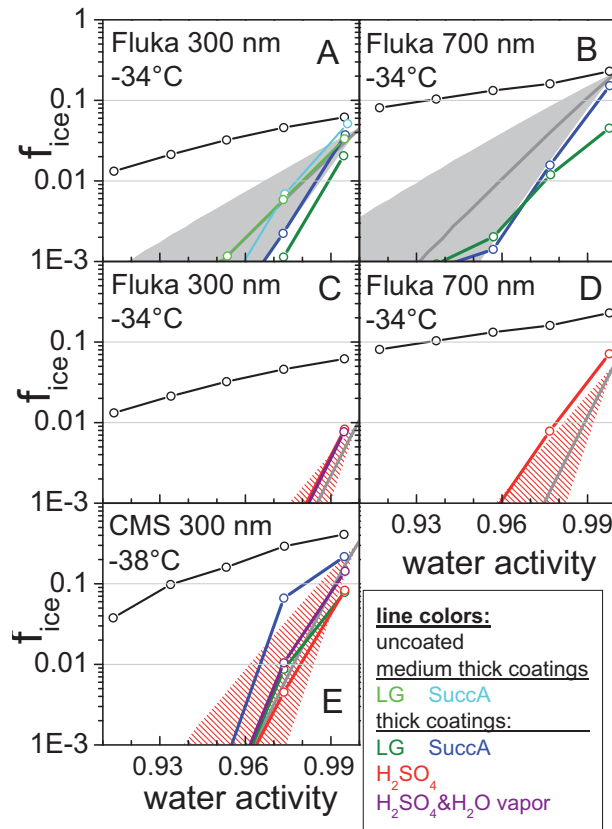 Fluka 300 nm
-34°C
A
Fluka 700 nm
-34°C
B
1
0.1
0.01
1E-3
f_ice
Fluka 300 nm
-34°C
C
Fluka 700 nm
-34°C
D
0.1
0.01
1E-3
f_ice
0.93 0.96 0.99
water activity
CMS 300 nm
-38°C
E
0.1
0.01
1E-3
f_ice
0.93 0.96 0.99
water activity
line colors:
uncoated
medium thick coatings
LG SuccA
thick coatings:
LG SuccA
H₂SO₄
H₂SO₄&H₂O vapor